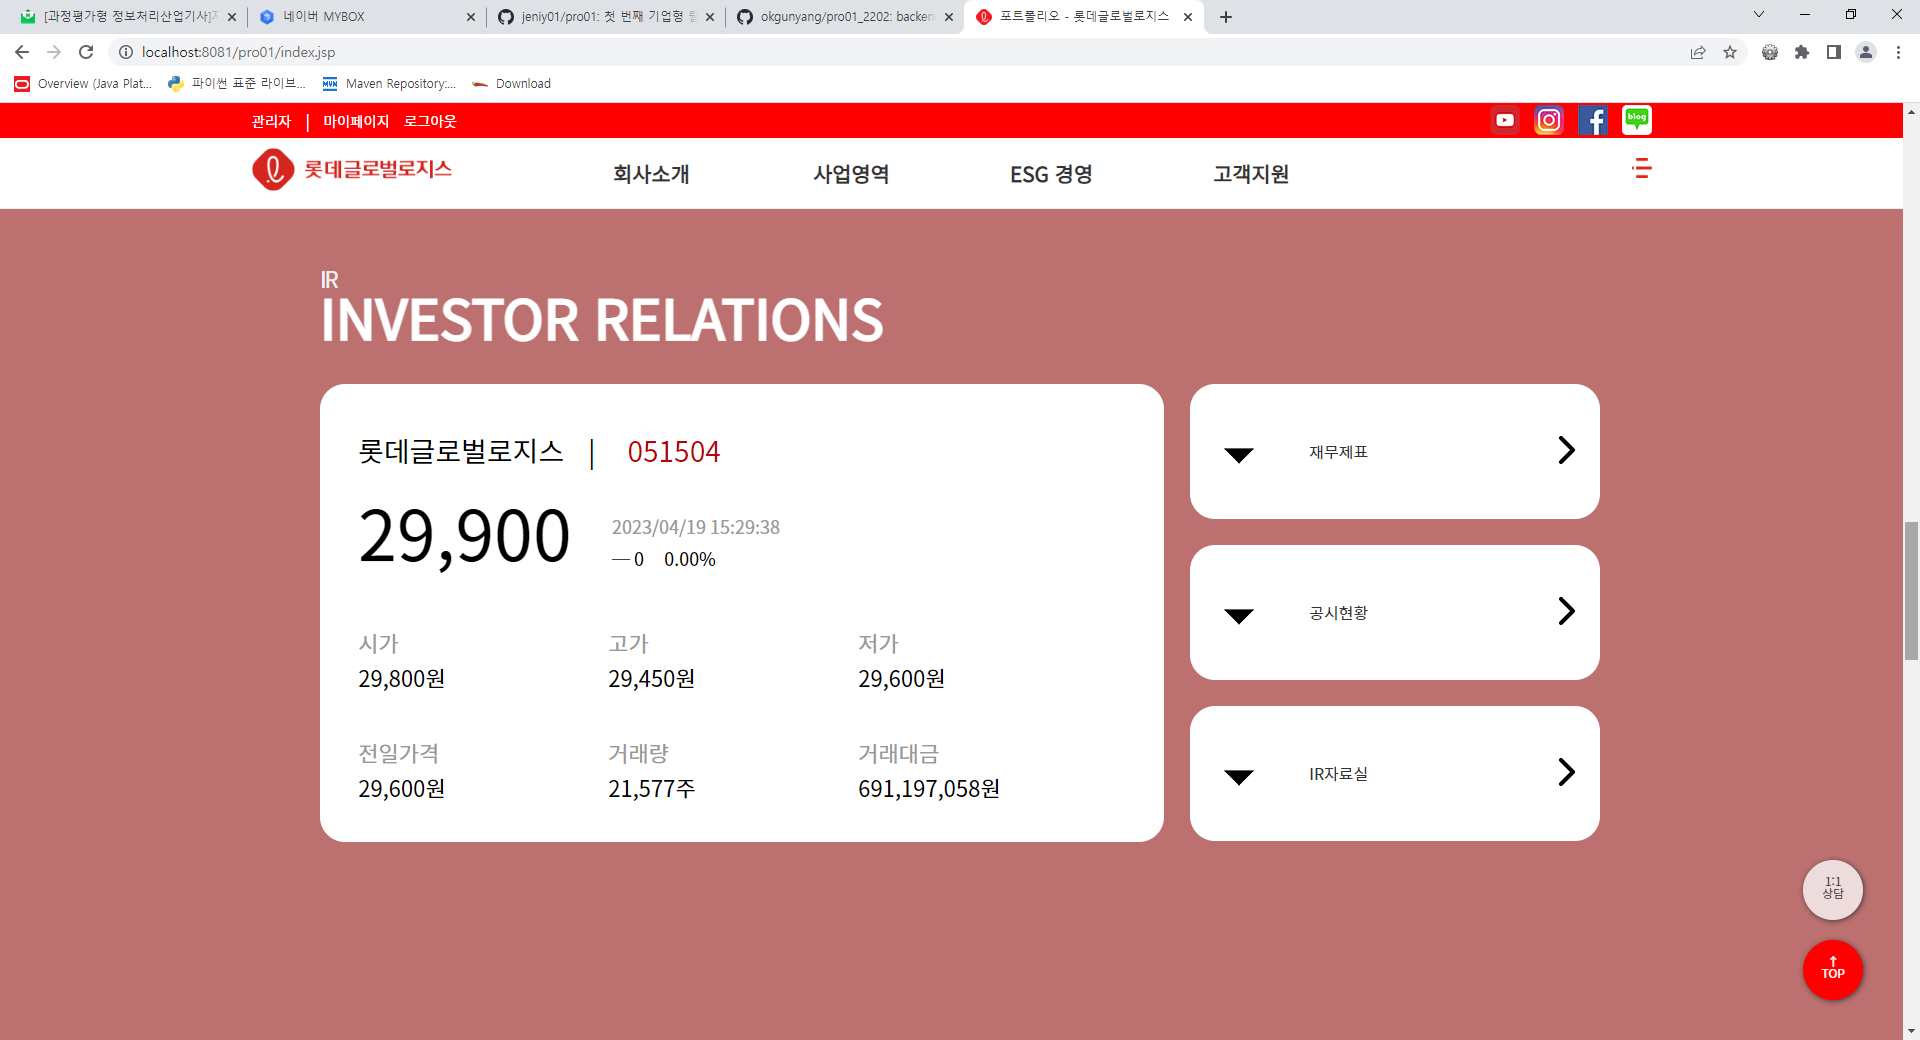 [과정평가형 정보처리산업기사]
네이버 MYBOX
jeniy01/pro01: 첫 번째 기업형
okgunyang/pro01_2202: backen
포트폴리오 - 롯데글로벌로지스
localhost:8081/pro01/index.jsp
Overview (Java Plat...
파이썬 표준 라이브...
MVN
Maven Repository:...
Download
관리자 | 마이페이지 로그아웃
blog
롯데글로벌로지스
회사소개
사업영역
ESG 경영
고객지원
IR
INVESTOR RELATIONS
롯데글로벌로지스 | 051504
29,900
2023/04/19 15:29:38
— 0 0.00%
시가
29,800원
고가
29,450원
저가
29,600원
전일가격
29,600원
거래량
21,577주
거래대금
691,197,058원
재무제표
공시현황
IR자료실
1:1
상담
↑
TOP